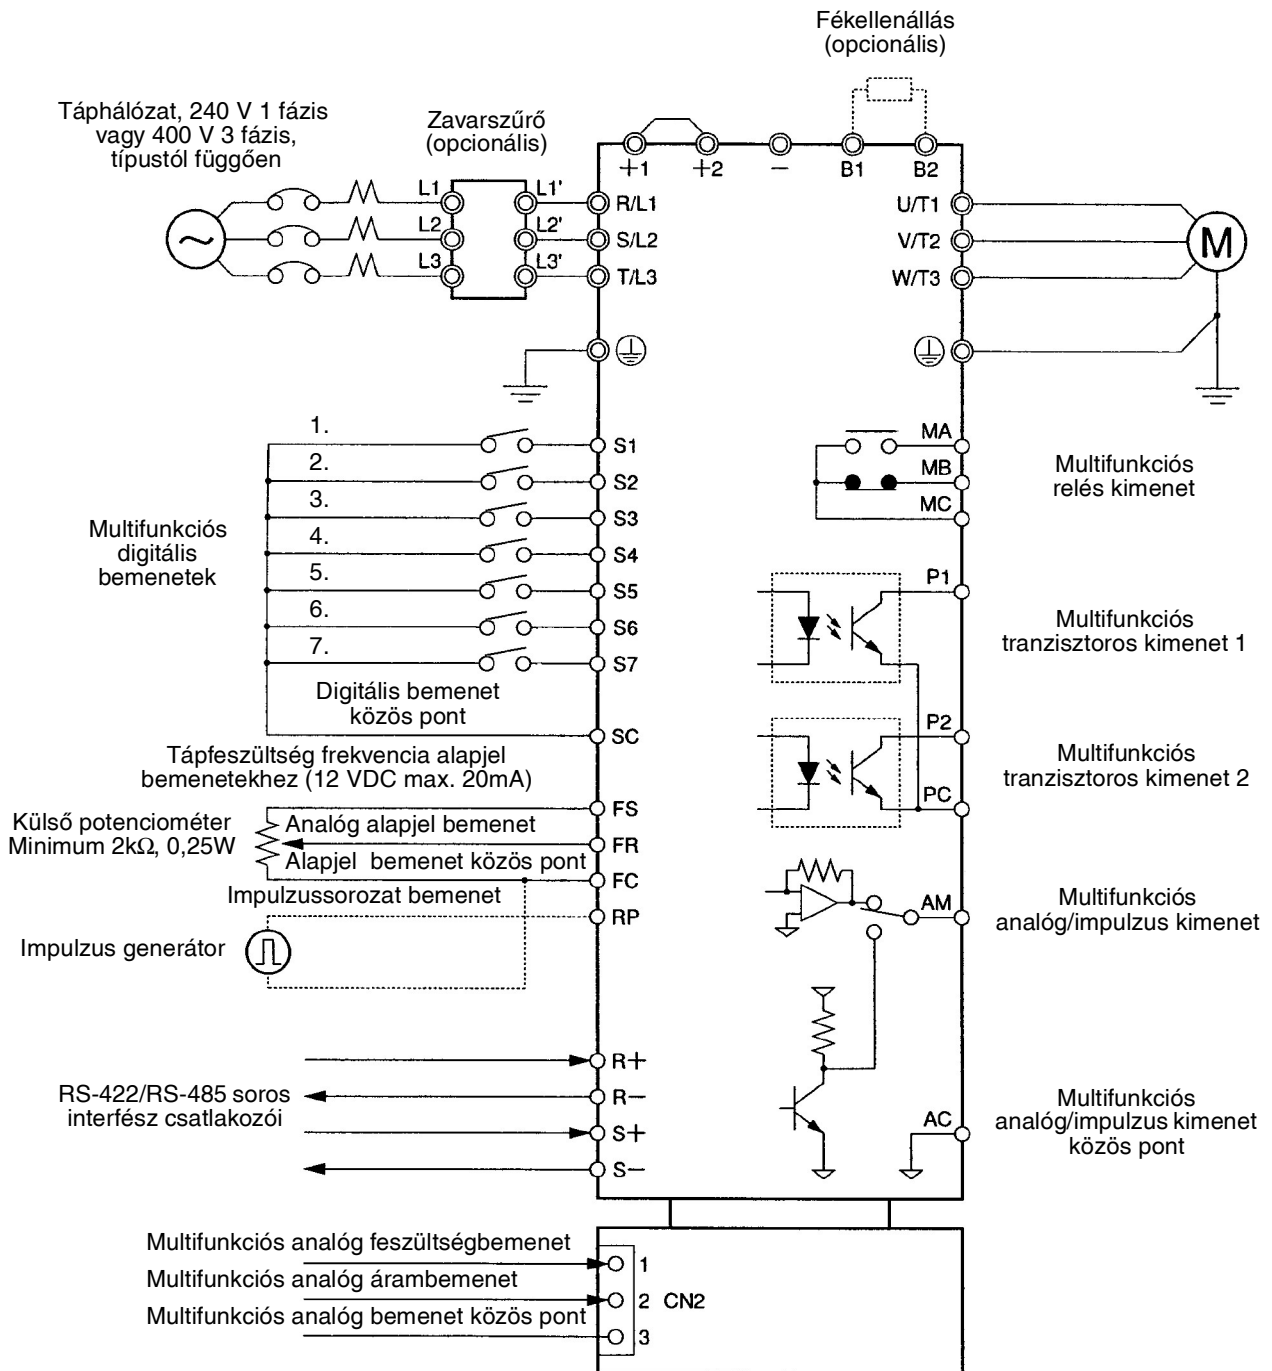 Fékellenállás
(opcionális)
Táphálózat, 240 V 1 fázis
vagy 400 V 3 fázis,
típustól függően
Zavarszűrő
(opcionális)
+1
+2
−
B1
B2
L1
L1'
R/L1
L2
L2'
S/L2
L3
L3'
T/L3
U/T1
V/T2
W/T3
M
Multifunkciós
digitális
bemenetek
1.
S1
2.
S2
3.
S3
4.
S4
5.
S5
6.
S6
7.
S7
Digitális bemenet
közös pont
SC
MA
MB
MC
Multifunkciós
relés kimenet
P1
Multifunkciós
tranzisztoros kimenet 1
P2
PC
Multifunkciós
tranzisztoros kimenet 2
Tápfeszültség frekvencia alapjel
bemenetekhez (12 VDC max. 20mA)
FS
Külső potenciométer
Minimum 2kΩ, 0,25W
Analóg alapjel bemenet
FR
Alapjel bemenet közös pont
FC
Impulzussorozat bemenet
RP
Impulzus generátor
AM
Multifunkciós
analóg/impulzus kimenet
RS-422/RS-485 soros
interfész csatlakozói
R+
R−
S+
S−
AC
Multifunkciós
analóg/impulzus kimenet
közös pont
Multifunkciós analóg feszültségbemenet
1
Multifunkciós analóg árambemenet
2 CN2
Multifunkciós analóg bemenet közös pont
3